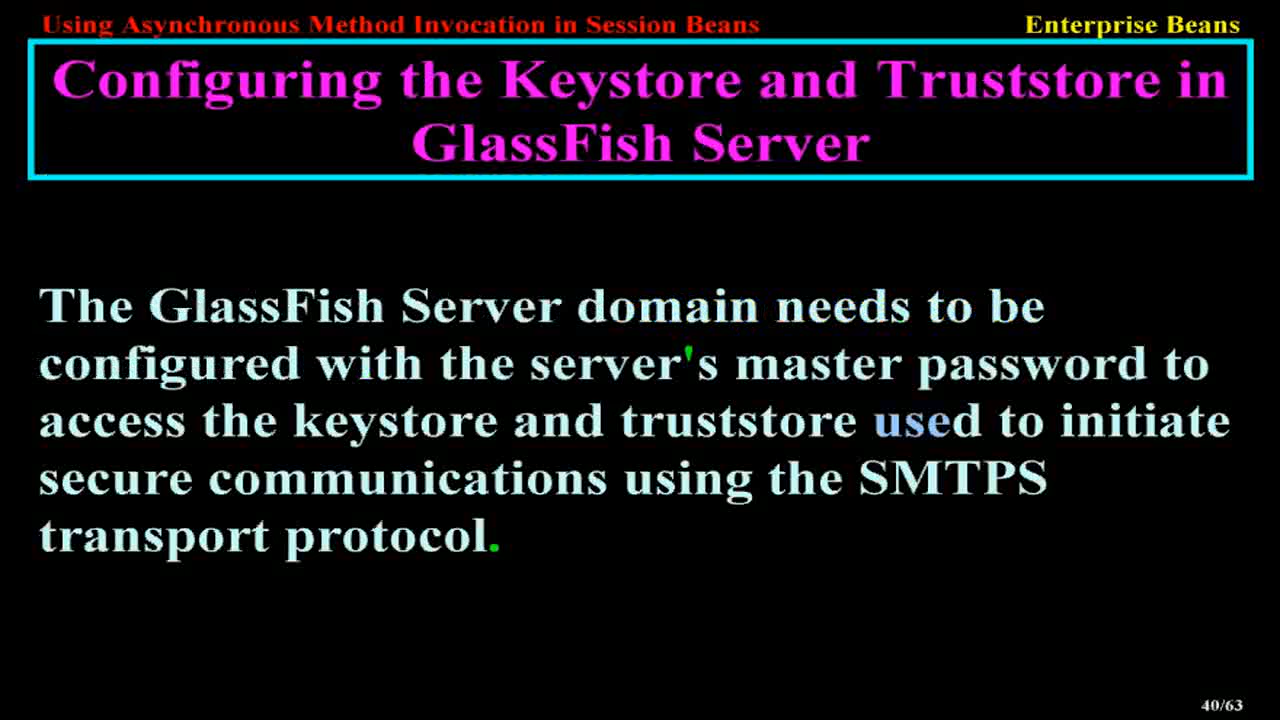 Using Asynchronous Method Invocation in Session Beans
Enterprise Beans
Configuring the Keystore and Truststore in
GlassFish Server
The GlassFish Server domain needs to be
configured with the server's master password to
access the keystore and truststore used to initiate
secure communications using the SMTPS
transport protocol.
40/63